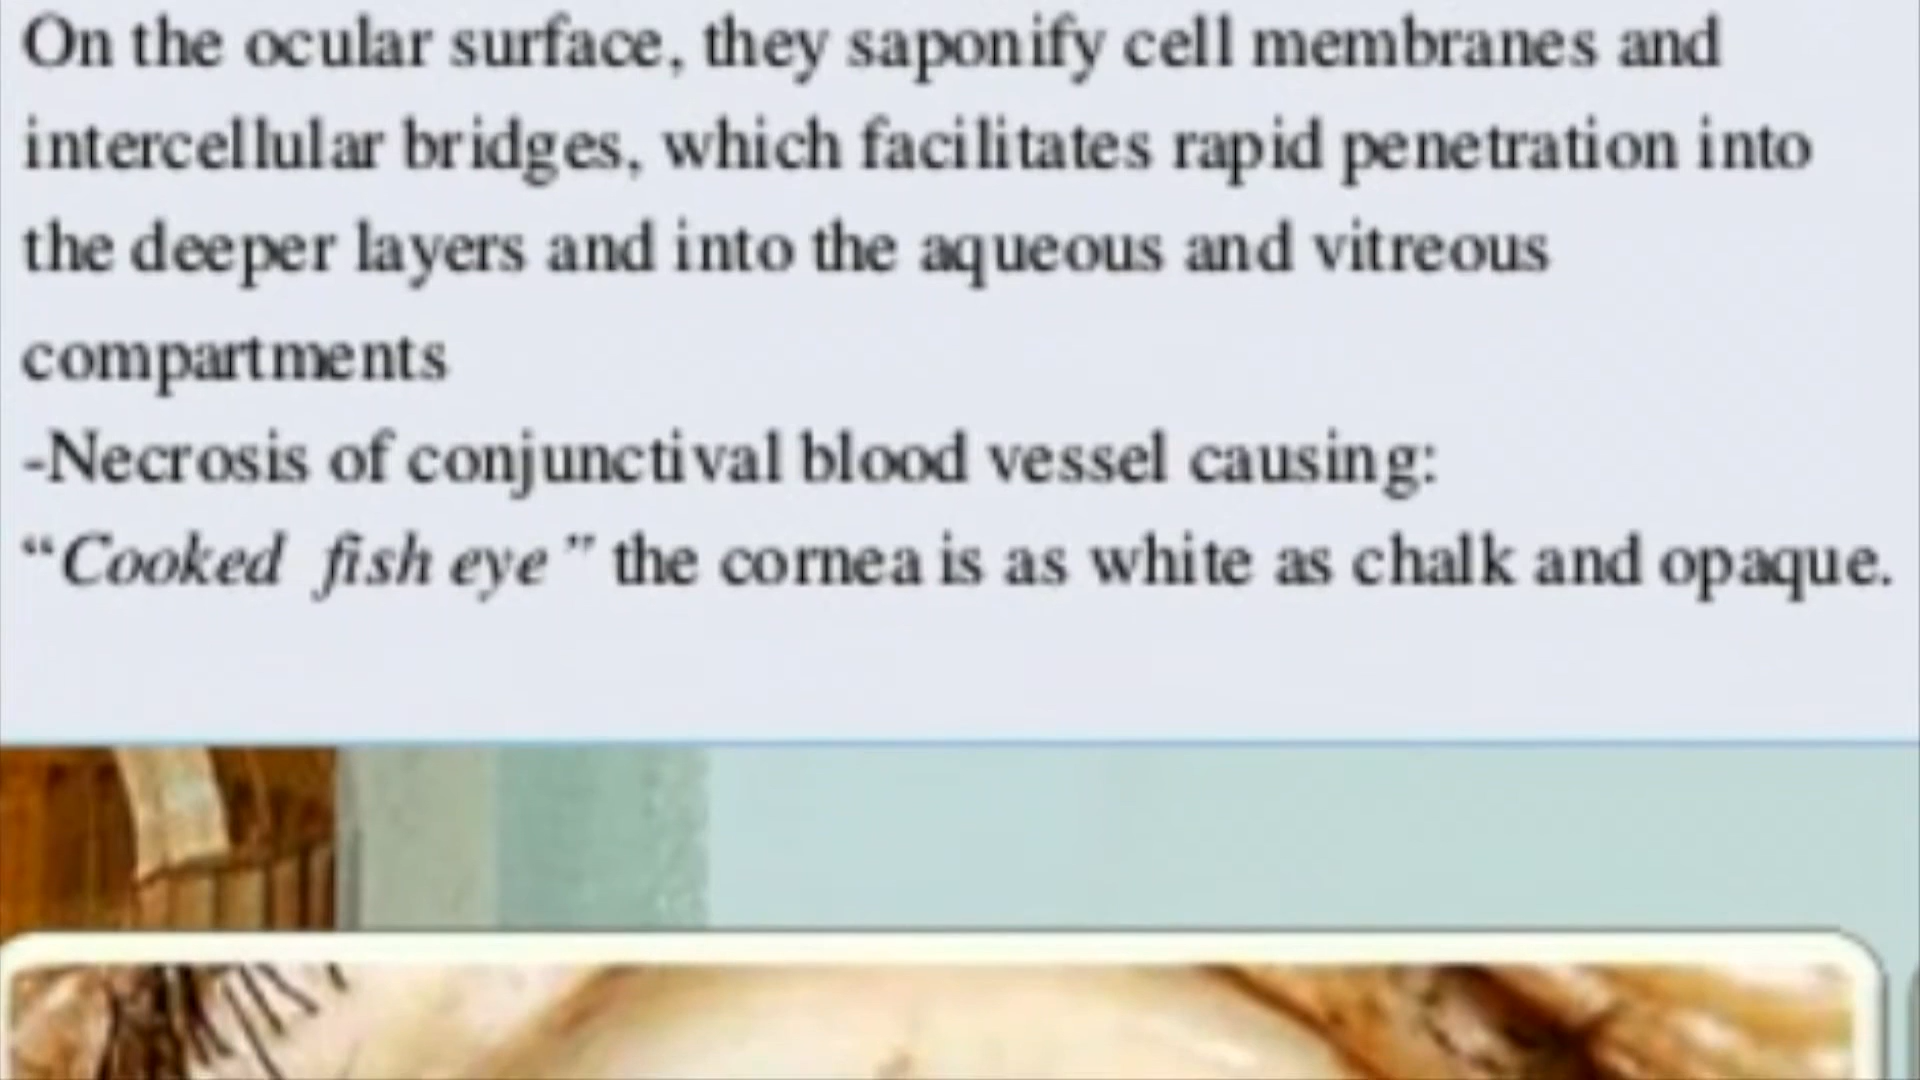 On the ocular surface, they saponify cell membranes and
intercellular bridges, which facilitates rapid penetration into
the deeper layers and into the aqueous and vitreous
compartments
-Necrosis of conjunctival blood vessel causing:
“Cooked fish eye” the cornea is as white as chalk and opaque.